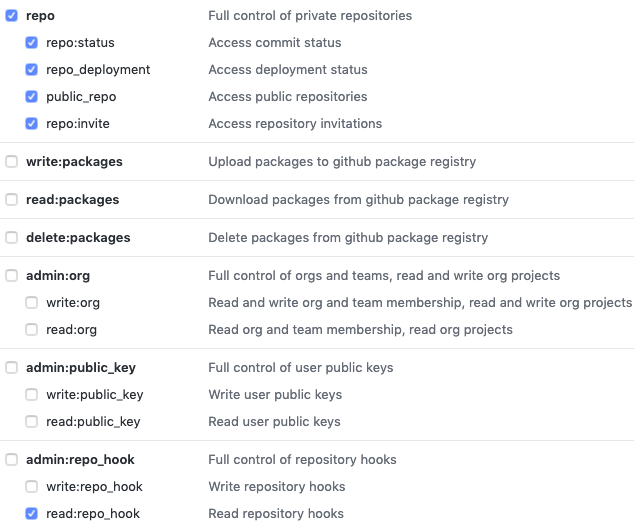 repo Full control of private repositories
repo:status Access commit status
repo_deployment Access deployment status
public_repo Access public repositories
repo:invite Access repository invitations
write:packages Upload packages to github package registry
read:packages Download packages from github package registry
delete:packages Delete packages from github package registry
admin:org Full control of orgs and teams, read and write org projects
write:org Read and write org and team membership, read and write org projects
read:org Read org and team membership, read org projects
admin:public_key Full control of user public keys
write:public_key Write user public keys
read:public_key Read user public keys
admin:repo_hook Full control of repository hooks
write:repo_hook Write repository hooks
read:repo_hook Read repository hooks